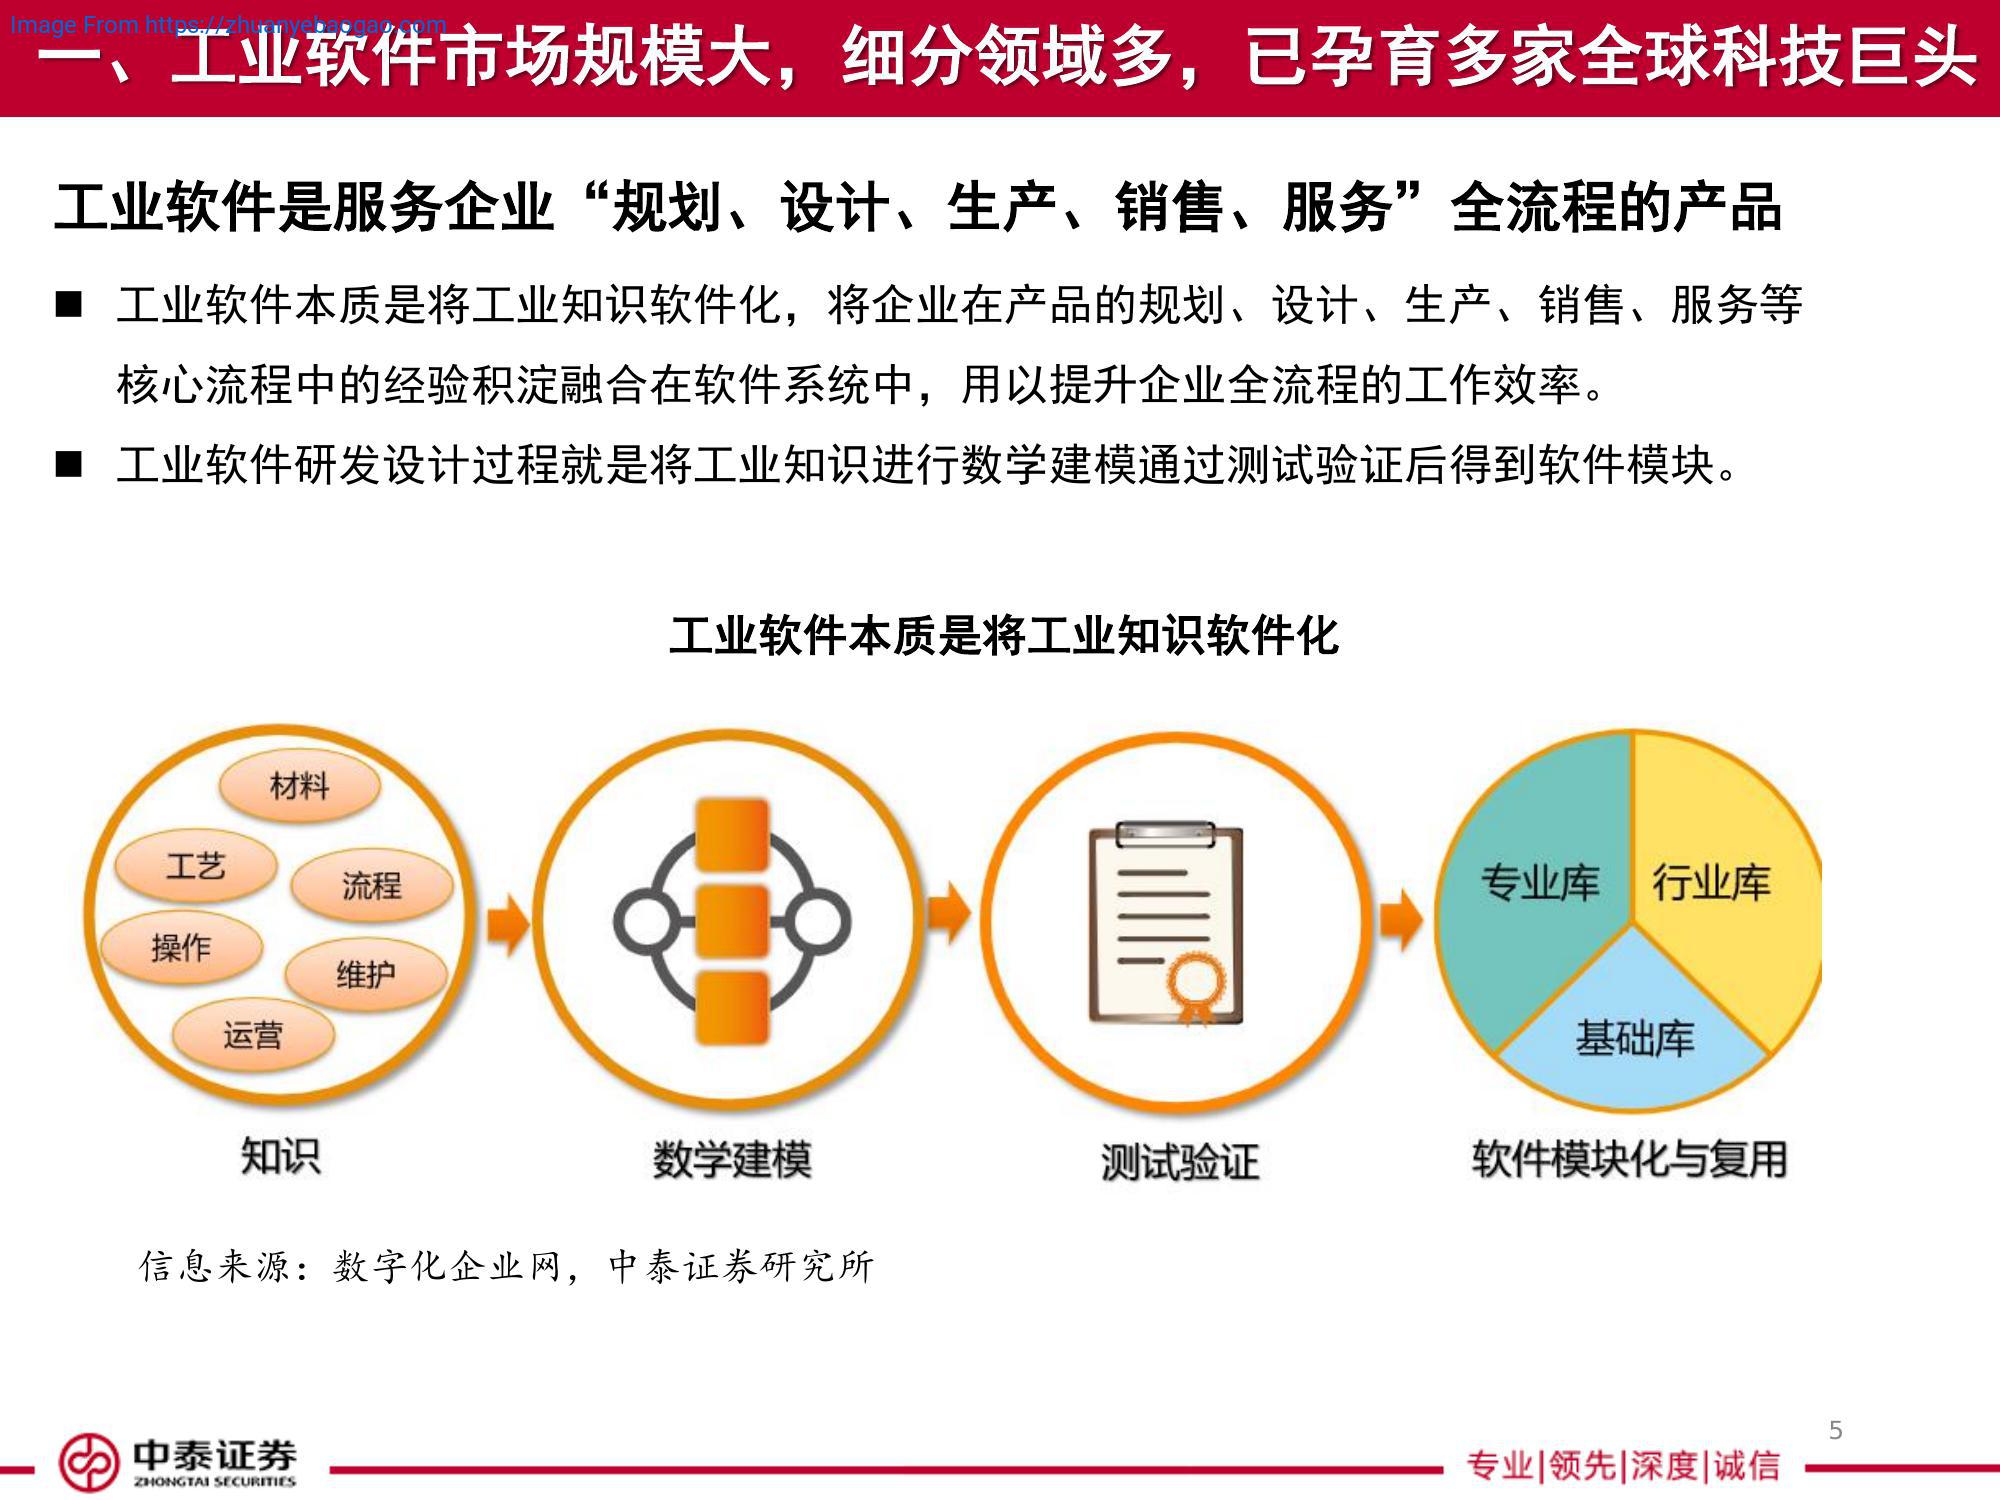 Image From https://zhuanyebaogao.com
一、工业软件市场规模大，细分领域多，已孕育多家全球科技巨头
工业软件是服务企业“规划、设计、生产、销售、服务”全流程的产品
■ 工业软件本质是将工业知识软件化，将企业在产品的规划、设计、生产、销售、服务等
核心流程中的经验积淀融合在软件系统中，用以提升企业全流程的工作效率。
■ 工业软件研发设计过程就是将工业知识进行数学建模通过测试验证后得到软件模块。
工业软件本质是将工业知识软件化
材料
工艺
流程
操作
维护
运营
专业库
行业库
基础库
知识
数学建模
测试验证
软件模块化与复用
信息来源：数字化企业网，中泰证券研究所
5
中泰证券
ZHONGTAI SECURITIES
专业|领先|深度|诚信